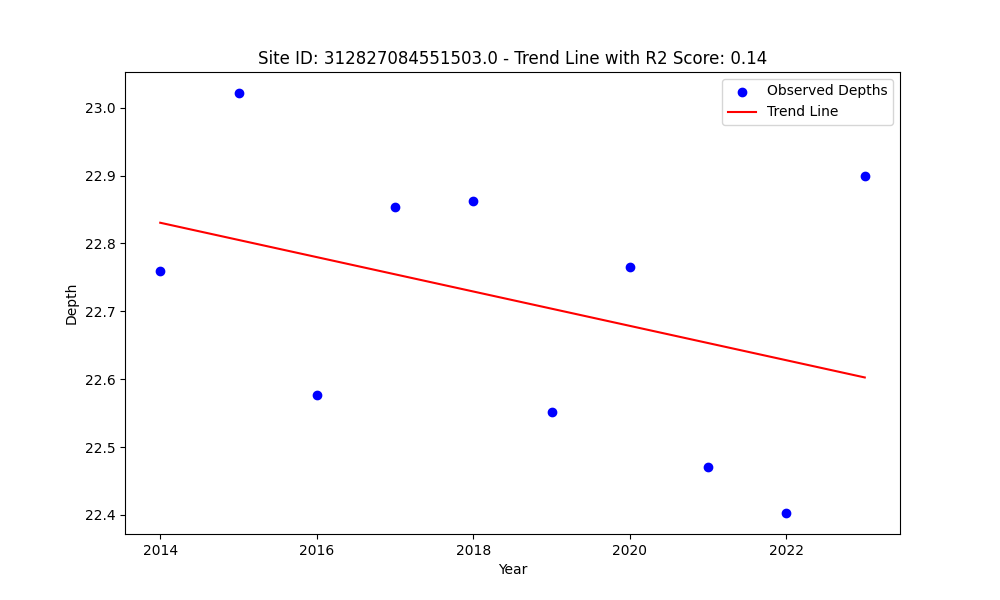 Site ID: 312827084551503.0 - Trend Line with R2 Score: 0.14
Observed Depths
Trend Line
23.0
22.9
22.8
22.7
22.6
22.5
22.4
Depth
2014
2016
2018
2020
2022
Year